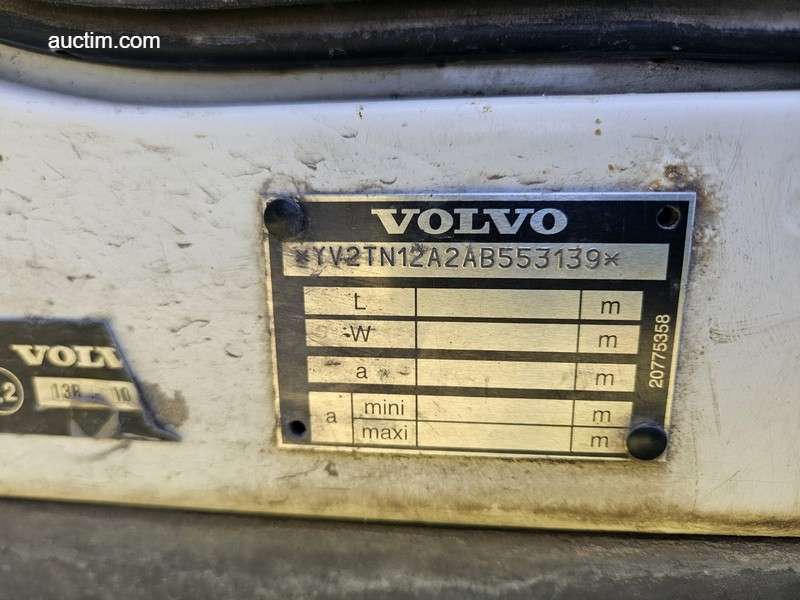 auctim.com
VOLVO
*YV2TN12A2AB553139*
L m
W m
a m
a mini m
maxi m
20775358
VOLV
13R 10